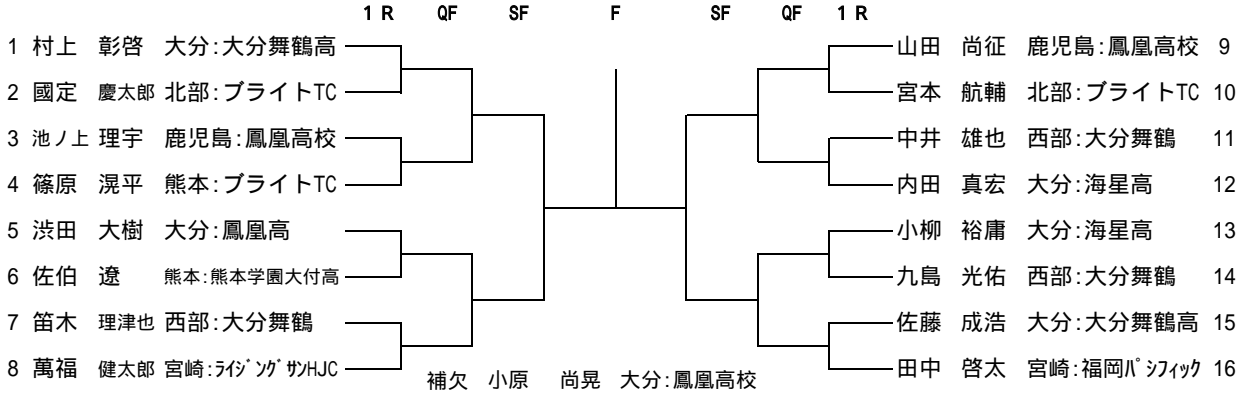 1 R QF SF F SF QF 1 R
1 村上 彰啓 大分:大分舞鶴高
2 國定 慶太郎 北部:ブライトTC
3 池ノ上 理宇 鹿児島:鳳凰高校
4 篠原 滉平 熊本:ブライトTC
5 渋田 大樹 大分:鳳凰高
6 佐伯 遼 熊本:熊本学園大付高
7 笛木 理津也 西部:大分舞鶴
8 萬福 健太郎 宮崎:ﾗｲｼﾞﾝｸﾞｻﾝHJC
山田 尚征 鹿児島:鳳凰高校 9
宮本 航輔 北部:ブライトTC 10
中井 雄也 西部:大分舞鶴 11
内田 真宏 大分:海星高 12
小柳 裕庸 大分:海星高 13
九島 光佑 西部:大分舞鶴 14
佐藤 成浩 大分:大分舞鶴高 15
田中 啓太 宮崎:福岡ﾊﾟｼﾌｨｯｸ 16
補欠 小原 尚晃 大分:鳳凰高校